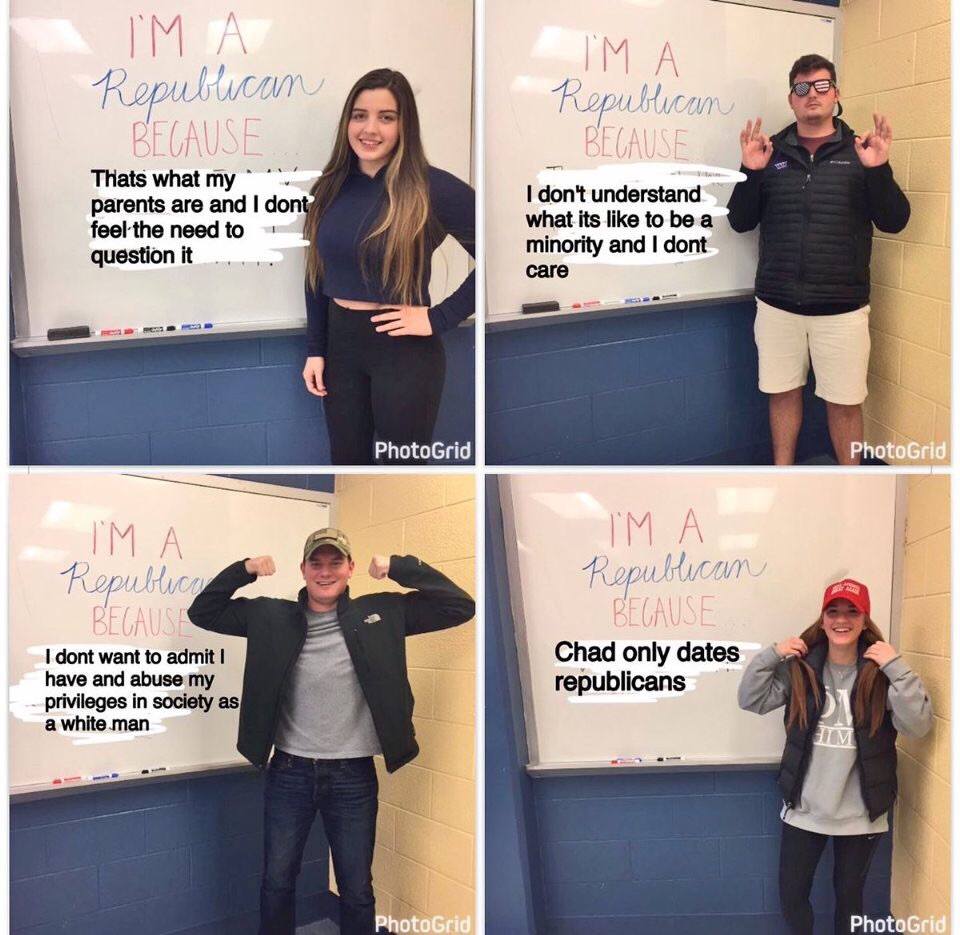 I'M A
Republican
BECAUSE
Thats what my
parents are and I dont
feel the need to
question it
PhotoGrid
I'M A
Republican
BECAUSE
I don't understand
what its like to be a
minority and I dont
care
PhotoGrid
I'M A
Republican
BECAUSE
I dont want to admit I
have and abuse my
privileges in society as
a white man
PhotoGrid
I'M A
Republican
BECAUSE
Chad only dates
republicans
PhotoGrid